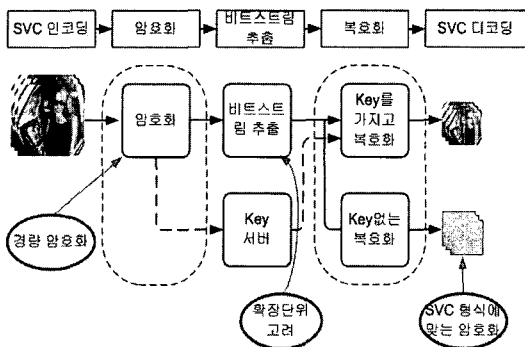 SVC 인코딩
암호화
비트스트림
추출
복호화
SVC 디코딩
암호화
비트스트
림 추출
Key를
가지고
복호화
경량 암호화
Key
서버
Key없는
복호화
확장단위
고려
SVC 형식에
맞는 암호화